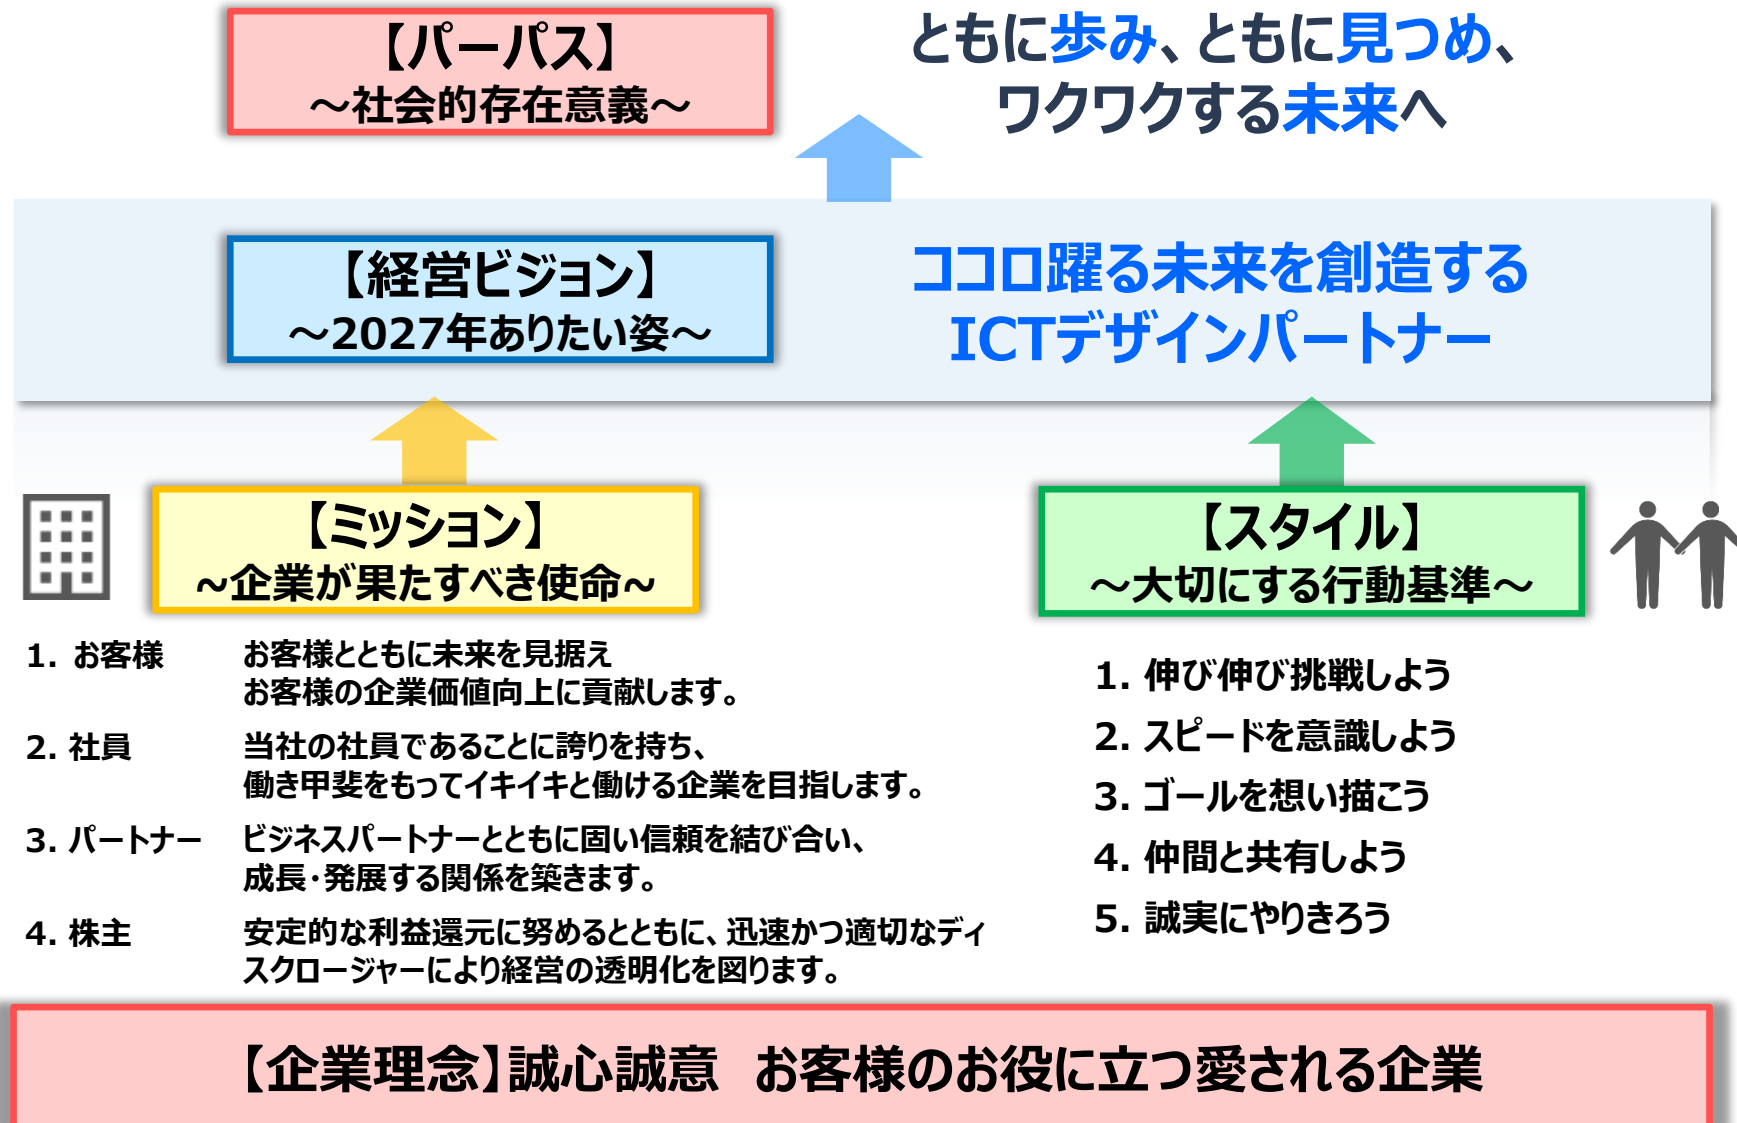 【パーパス】
～社会的存在意義～
ともに歩み、ともに見つめ、
ワクワクする未来へ
【経営ビジョン】
～2027年ありたい姿～
ココロ躍る未来を創造する
ICTデザインパートナー
【ミッション】
~企業が果たすべき使命~
1. お客様
お客様とともに未来を見据え
お客様の企業価値向上に貢献します。
2. 社員
当社の社員であることに誇りを持ち、
働き甲斐をもってイキイキと働ける企業を目指します。
3. パートナー
ビジネスパートナーとともに固い信頼を結び合い、
成長・発展する関係を築きます。
4. 株主
安定的な利益還元に努めるとともに、迅速かつ適切なディ
スクロージャーにより経営の透明化を図ります。
【スタイル】
～大切にする行動基準～
1. 伸び伸び挑戦しよう
2. スピードを意識しよう
3. ゴールを想い描こう
4. 仲間と共有しよう
5. 誠実にやりきろう
【企業理念】誠心誠意 お客様のお役に立つ愛される企業